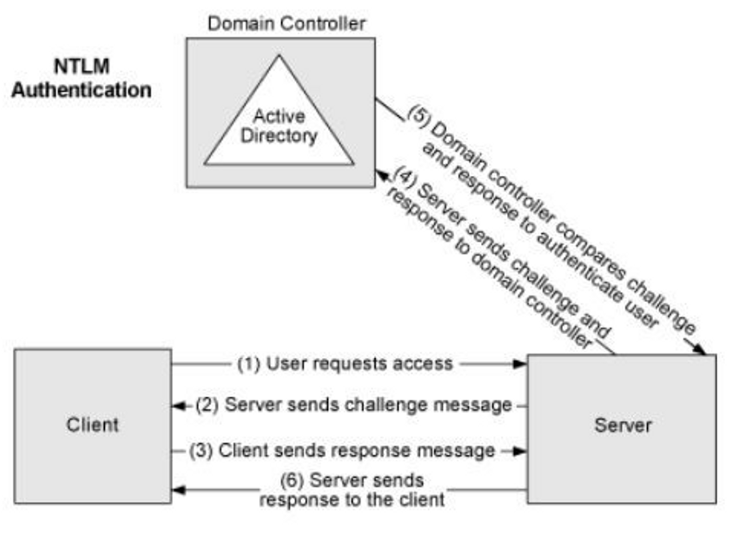 Domain Controller
NTLM
Authentication
Active
Directory
(5) Domain controller compares challenge
and response to authenticate user
(4) Server sends challenge and
response to domain controller
(1) User requests access
(2) Server sends challenge message
Client
Server
(3) Client sends response message
(6) Server sends
response to the client